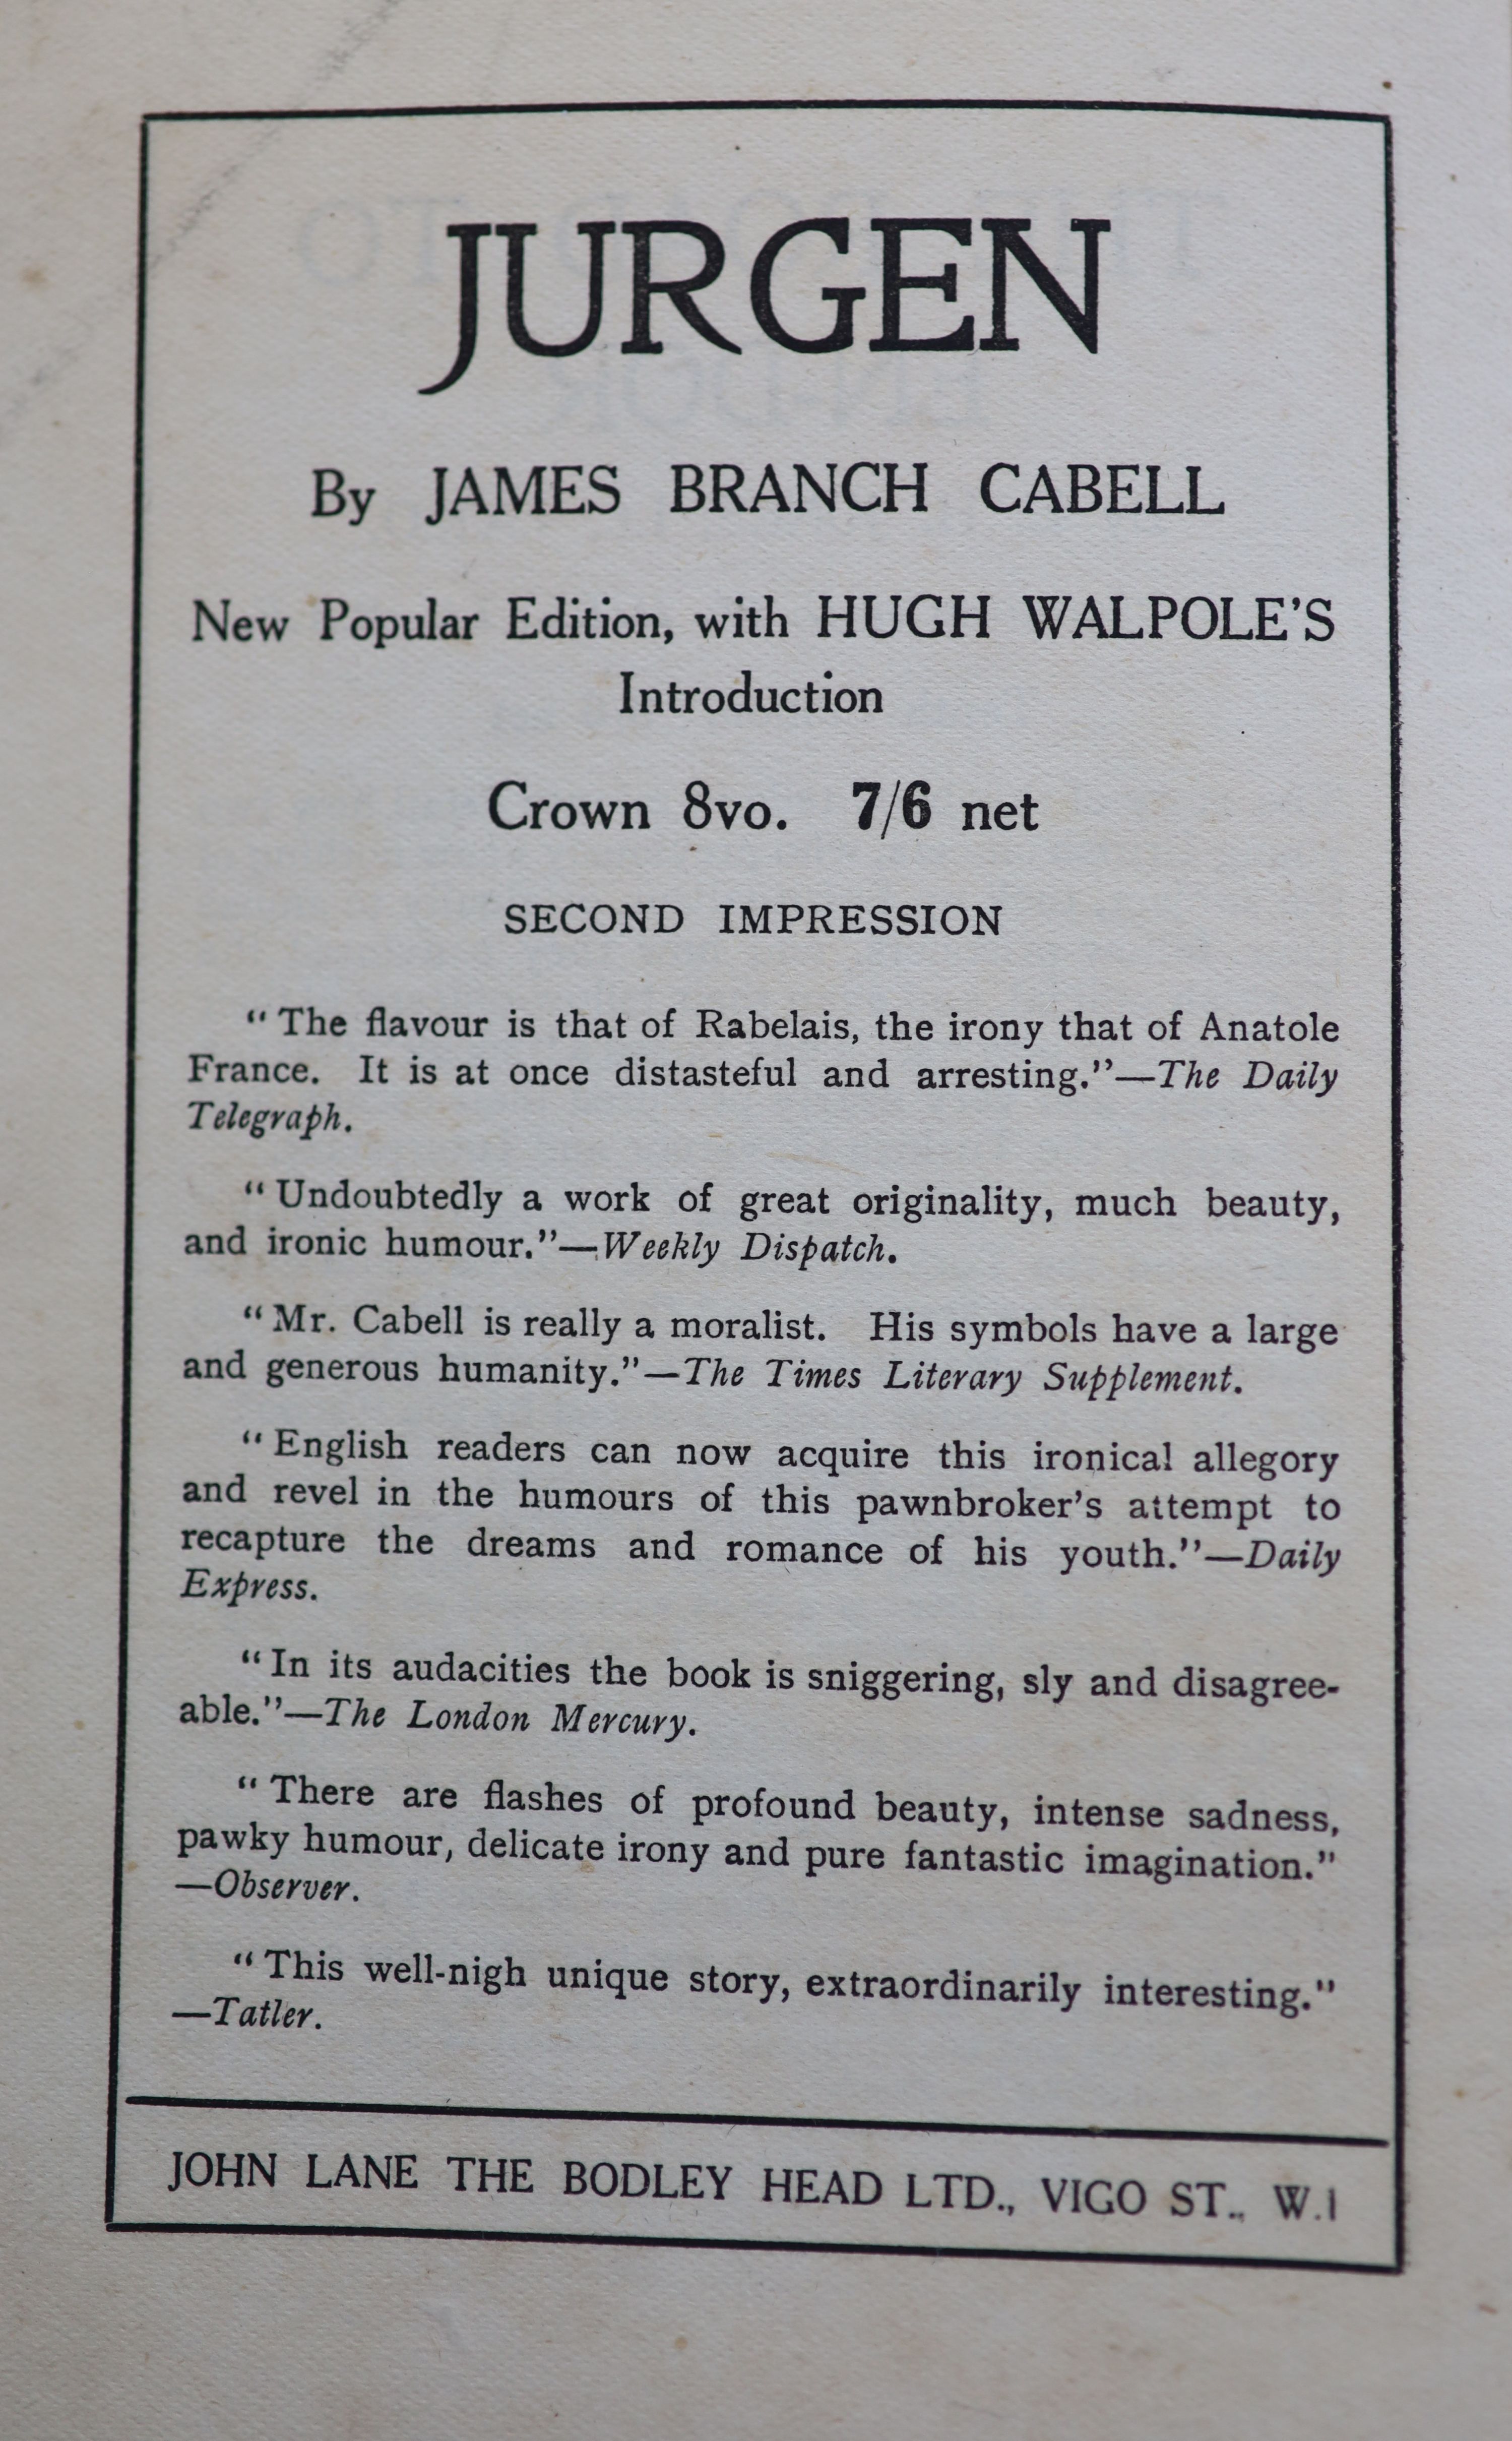 JURGEN
By JAMES BRANCH CABELL
New Popular Edition, with HUGH WALPOLE'S
Introduction
Crown 8vo. 7/6 net
SECOND IMPRESSION
“The flavour is that of Rabelais, the irony that of Anatole
France. It is at once distasteful and arresting.”—The Daily
Telegraph.
“Undoubtedly a work of great originality, much beauty,
and ironic humour.”—Weekly Dispatch.
“Mr. Cabell is really a moralist. His symbols have a large
and generous humanity.”—The Times Literary Supplement.
“English readers can now acquire this ironical allegory
and revel in the humours of this pawnbroker’s attempt to
recapture the dreams and romance of his youth.”—Daily
Express.
“In its audacities the book is sniggering, sly and disagree-
able.”—The London Mercury.
“There are flashes of profound beauty, intense sadness,
pawky humour, delicate irony and pure fantastic imagination.”
—Observer.
“This well-nigh unique story, extraordinarily interesting.”
—Tatler.
JOHN LANE THE BODLEY HEAD LTD., VIGO ST., W.1